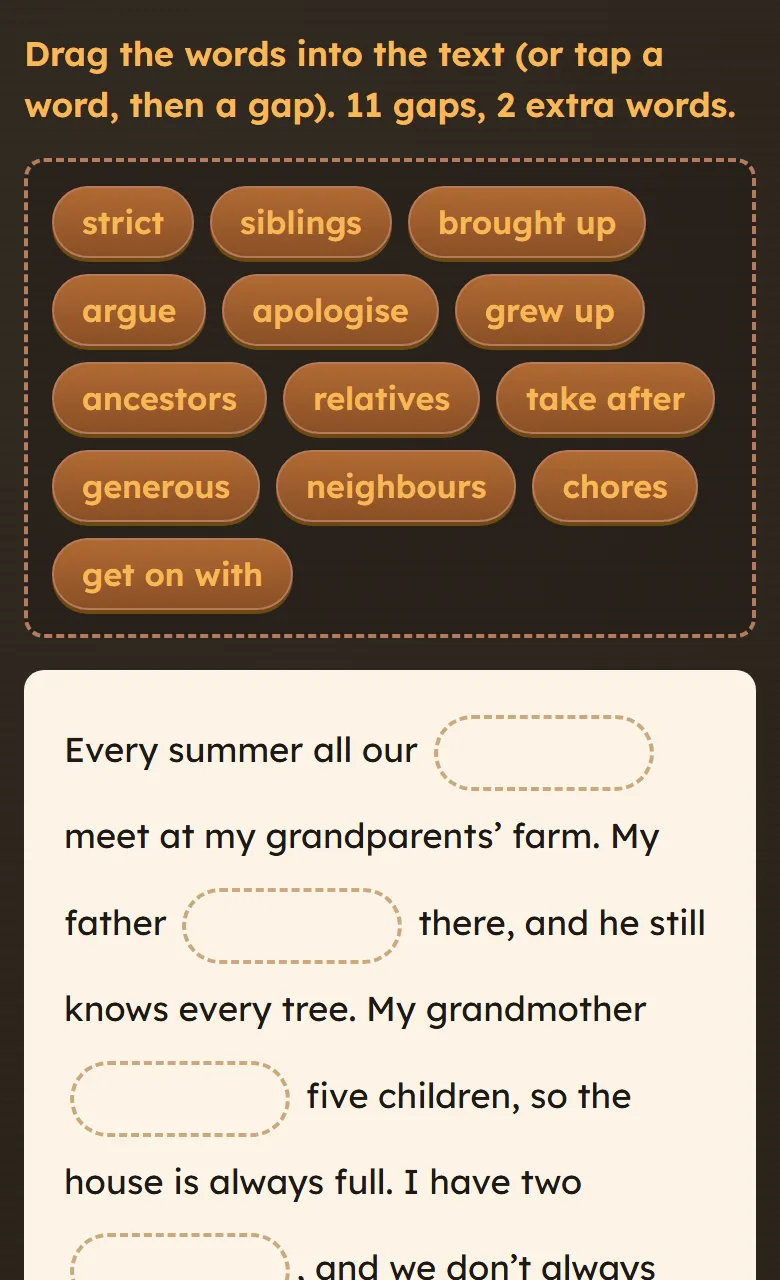 Drag the words into the text (or tap a
word, then a gap). 11 gaps, 2 extra words.
strict siblings brought up
argue apologise grew up
ancestors relatives take after
generous neighbours chores
get on with
Every summer all our
meet at my grandparents’ farm. My
father there, and he still
knows every tree. My grandmother
five children, so the
house is always full. I have two
, and we don’t always